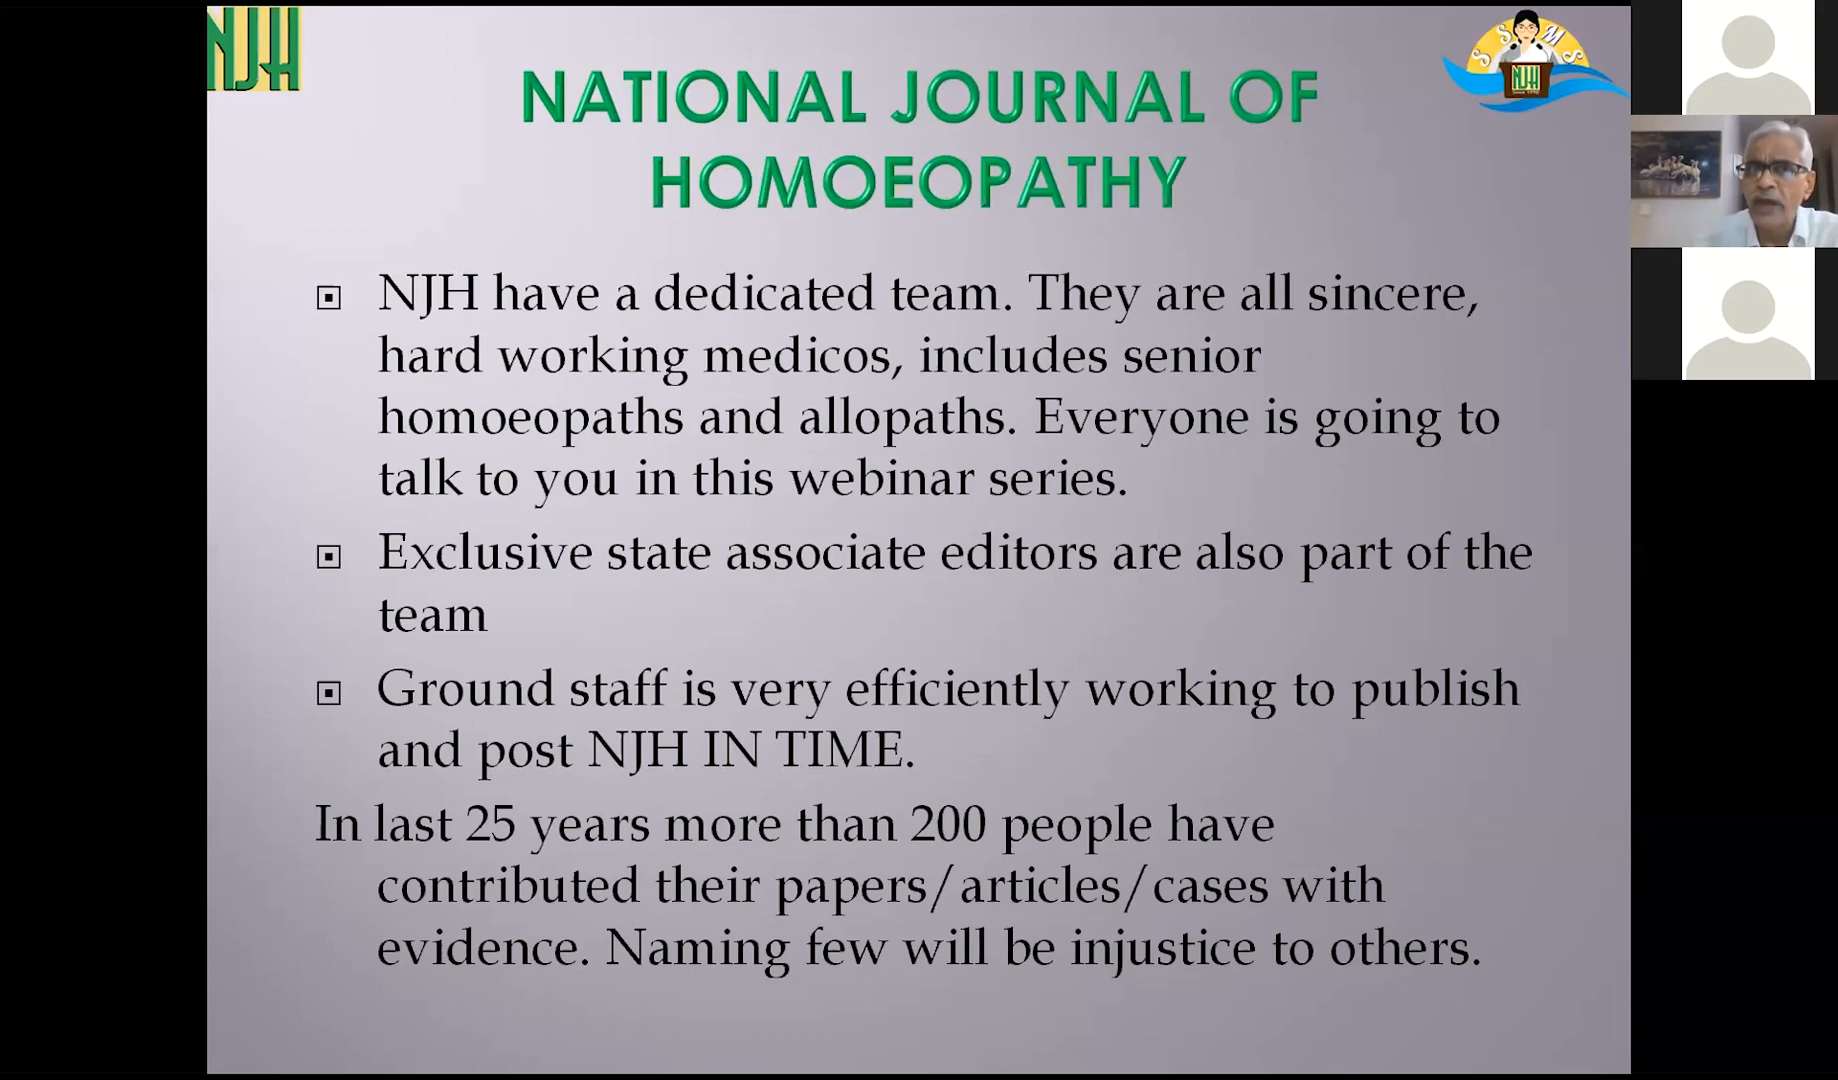 NJH
S S M S
NJH
NATIONAL JOURNAL OF
HOMOEOPATHY
NJH have a dedicated team. They are all sincere,
hard working medicos, includes senior
homoeopaths and allopaths. Everyone is going to
talk to you in this webinar series.
Exclusive state associate editors are also part of the
team
Ground staff is very efficiently working to publish
and post NJH IN TIME.
In last 25 years more than 200 people have
contributed their papers/articles/cases with
evidence. Naming few will be injustice to others.